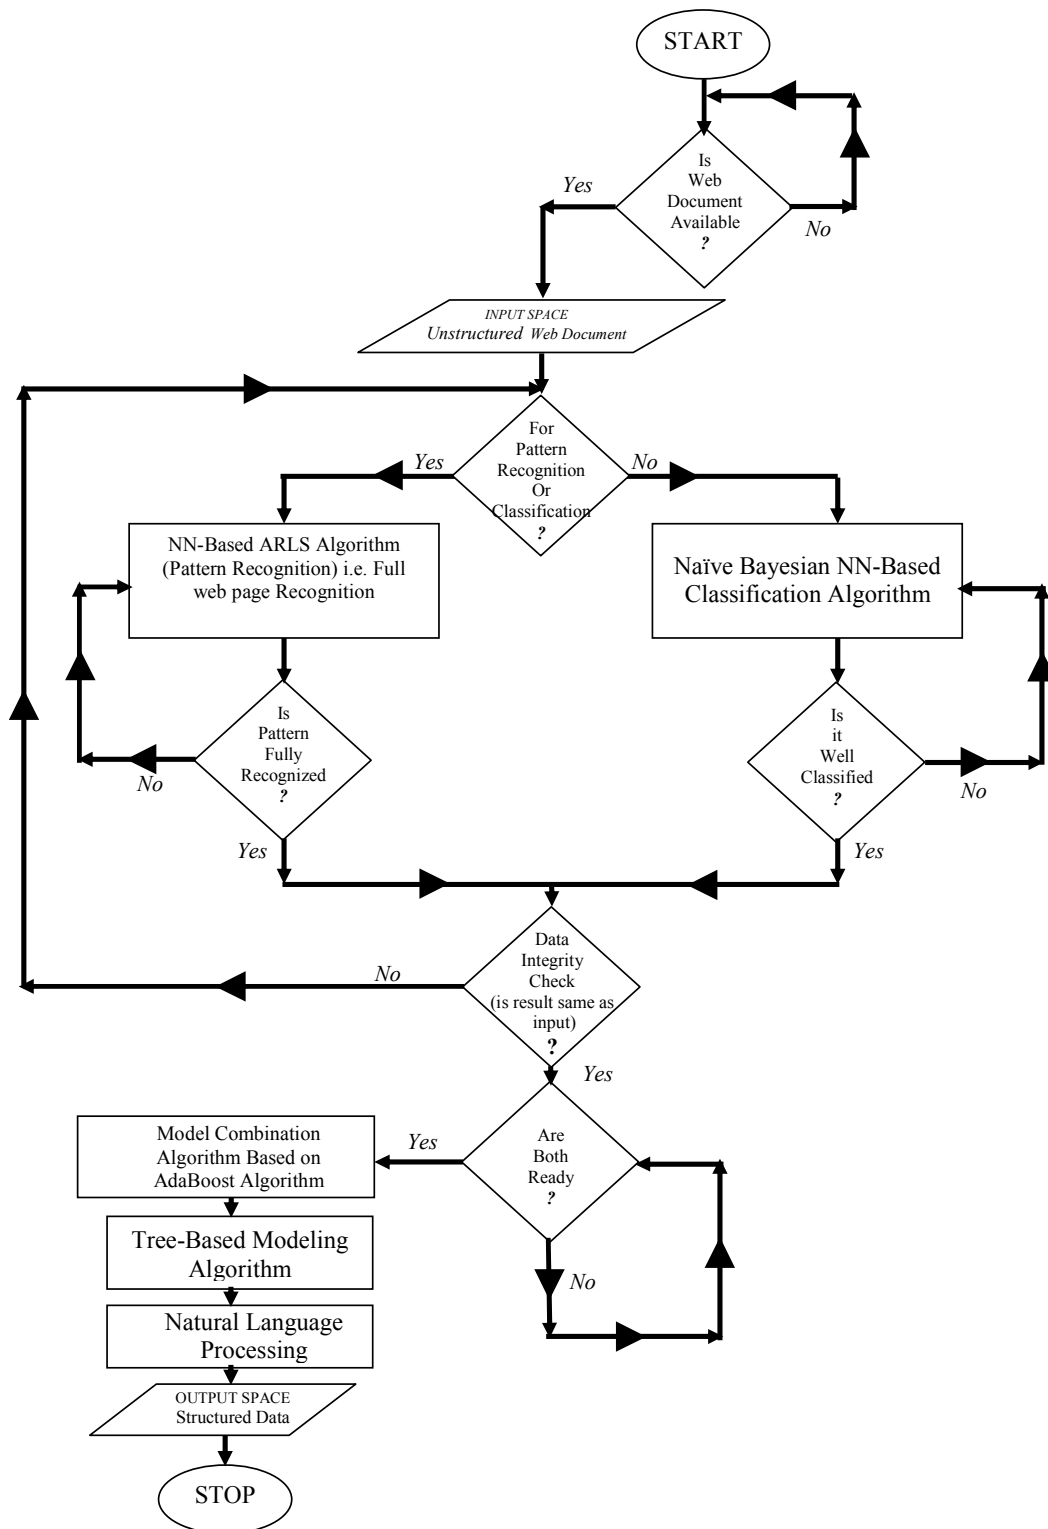 START
Is
Web
Document
Available
?
Yes
No
INPUT SPACE
Unstructured Web Document
For
Pattern
Recognition
Or
Classification
?
Yes
No
NN-Based ARLS Algorithm
(Pattern Recognition) i.e. Full
web page Recognition
Naïve Bayesian NN-Based
Classification Algorithm
Is
Pattern
Fully
Recognized
?
No
Yes
Is
it
Well
Classified
?
No
Yes
Data
Integrity
Check
(is result same as
input)
?
No
Yes
Are
Both
Ready
?
Yes
No
Model Combination
Algorithm Based on
AdaBoost Algorithm
Tree-Based Modeling
Algorithm
Natural Language
Processing
OUTPUT SPACE
Structured Data
STOP